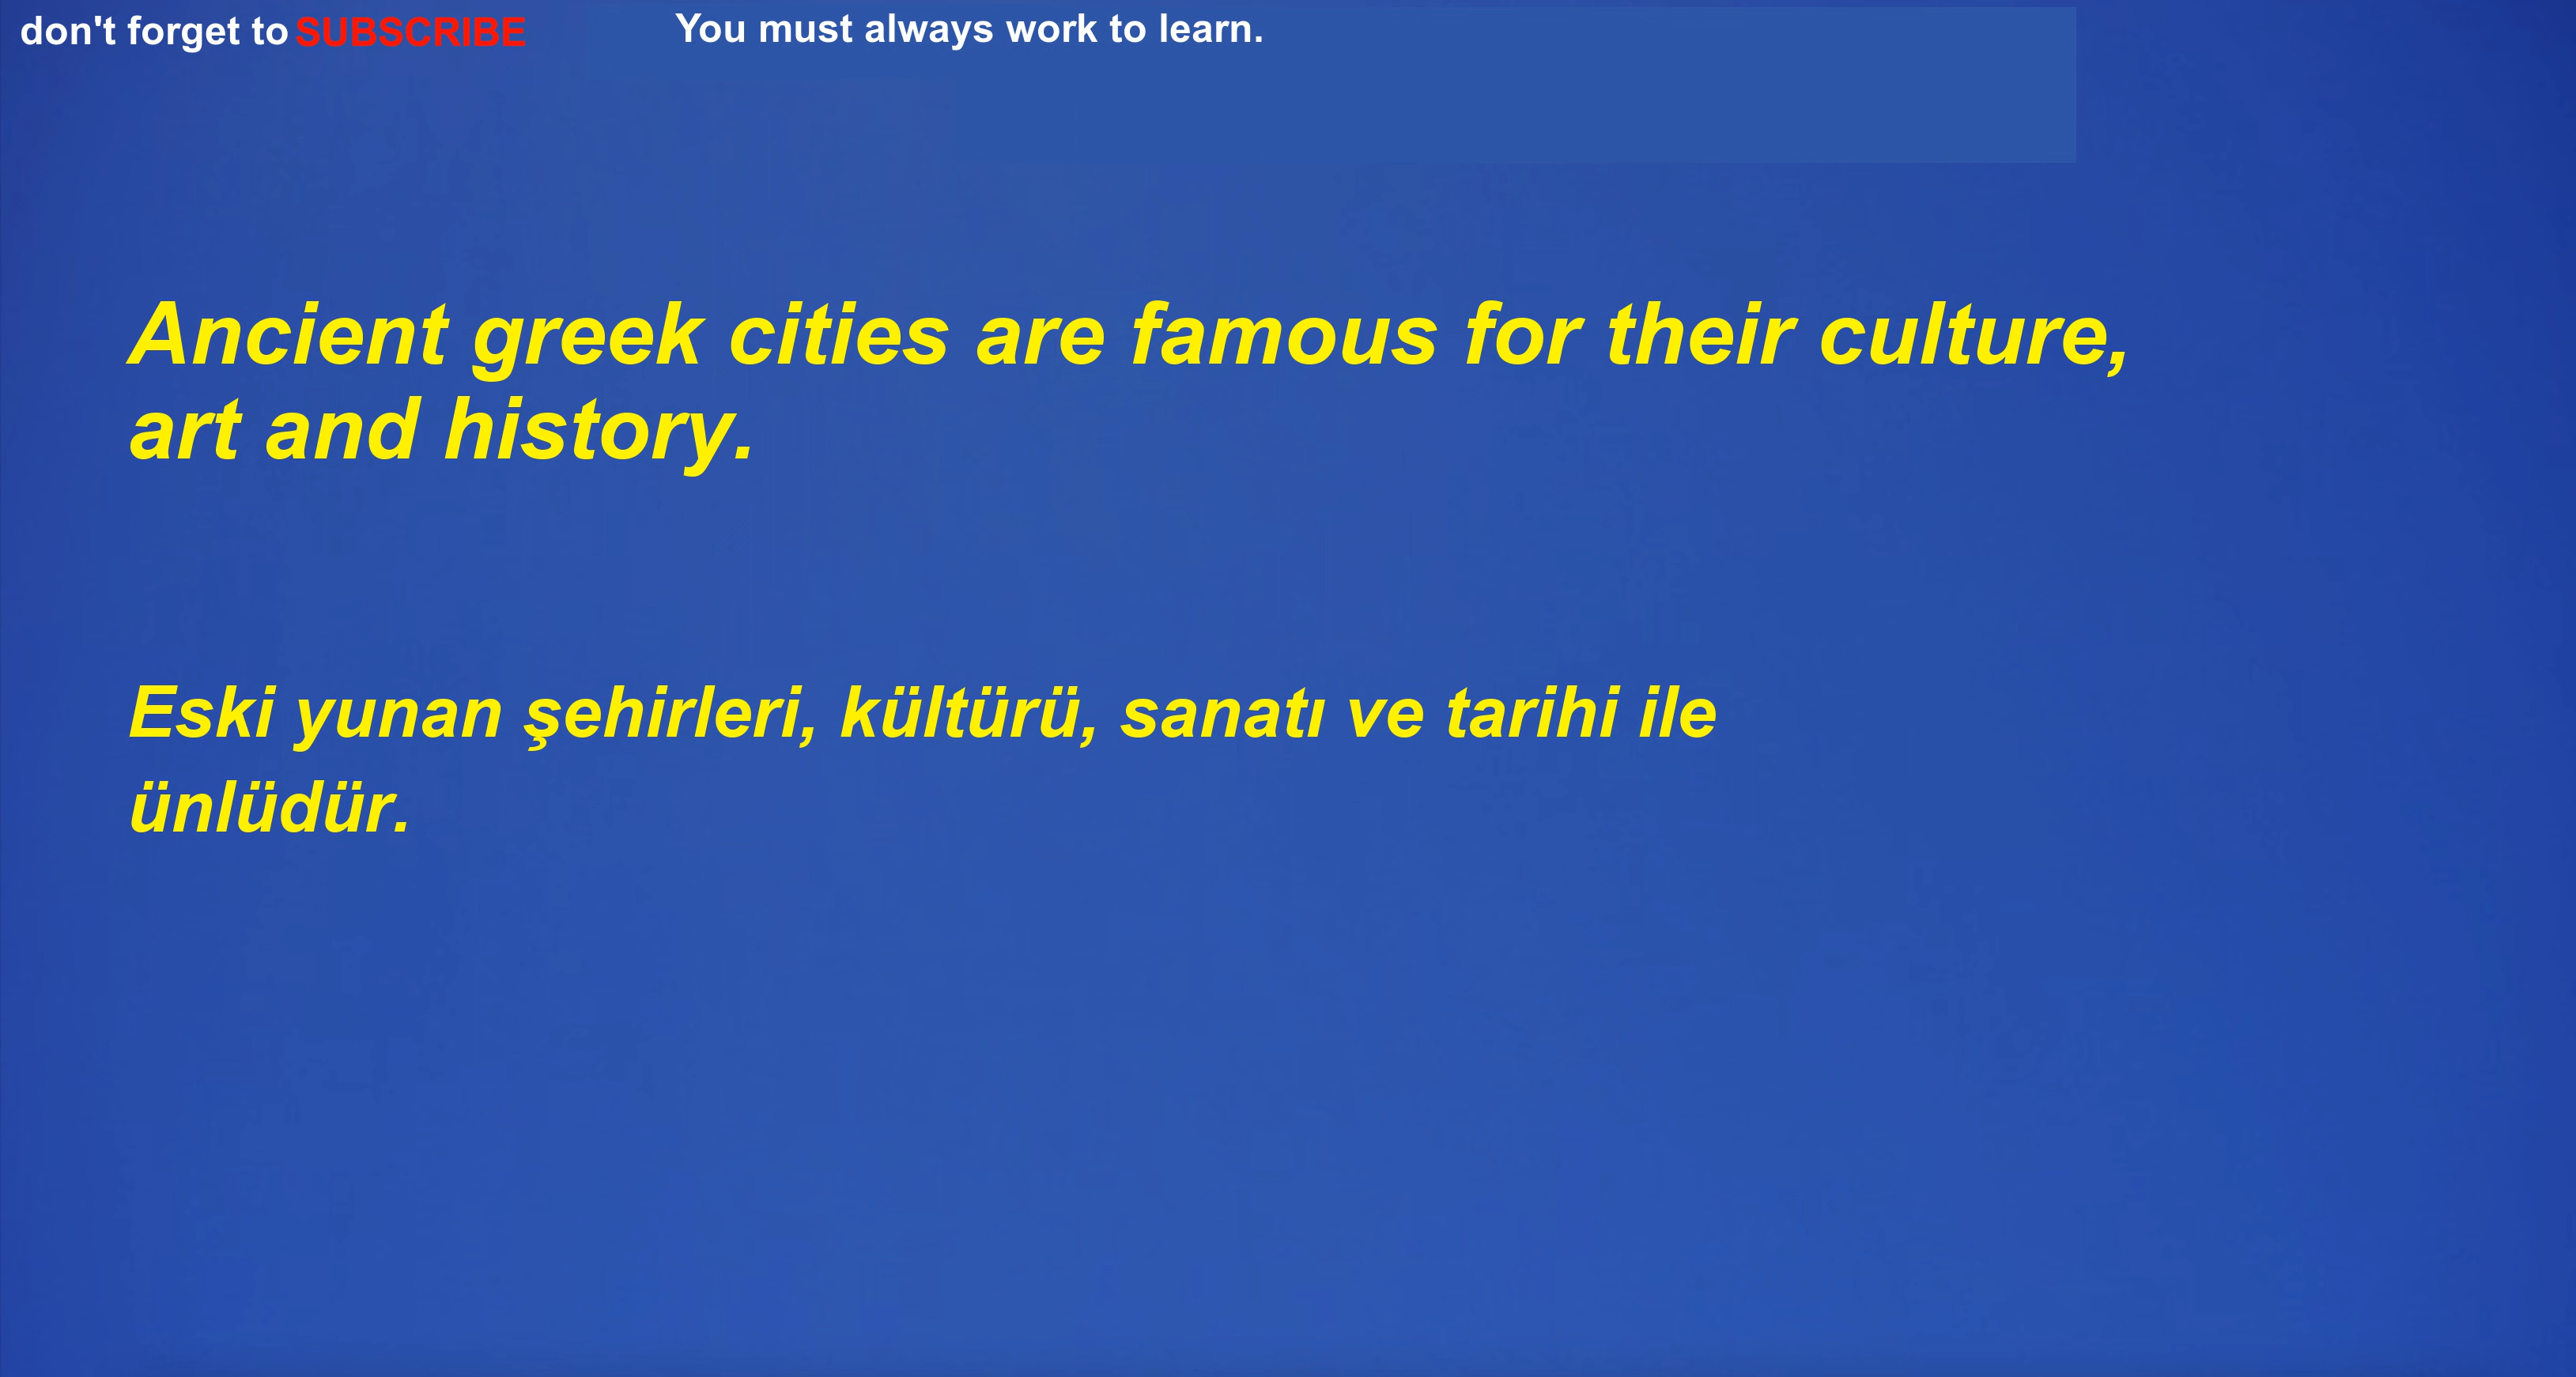 don't forget to SUBSCRIBE You must always work to learn.
Ancient greek cities are famous for their culture,
art and history.
Eski yunan şehirleri, kültürü, sanatı ve tarihi ile
ünlüdür.